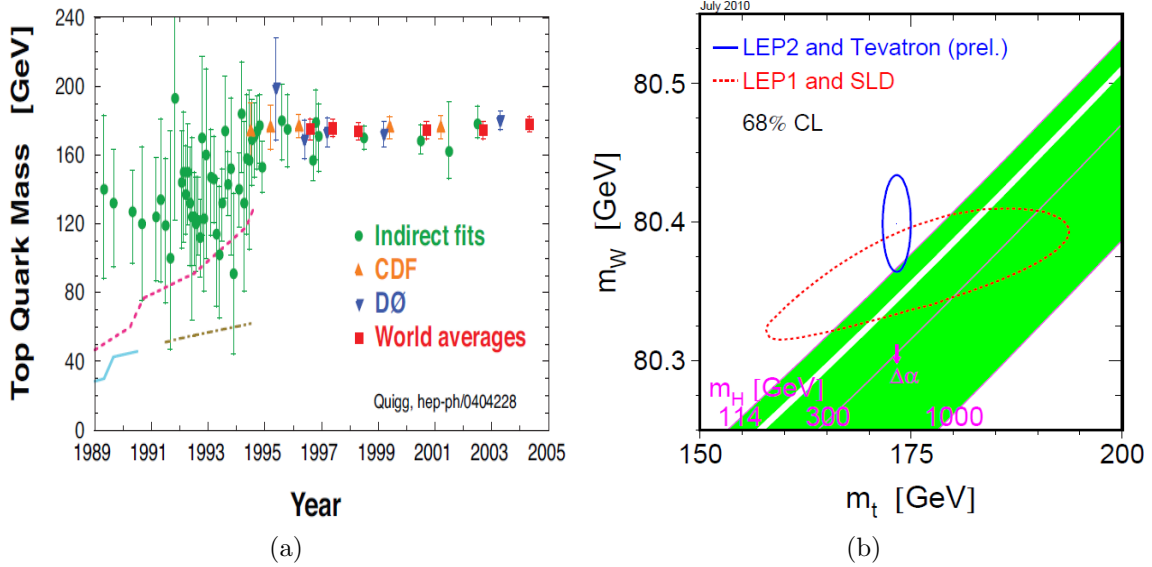 Top Quark Mass [GeV]
240
200
160
120
80
40
0
1989 1991 1993 1995 1997 1999 2001 2003 2005
Year
Indirect fits
CDF
DØ
World averages
Quigg, hep-ph/0404228
(a)
July 2010
LEP2 and Tevatron (prel.)
LEP1 and SLD
68% CL
m_W [GeV]
80.5
80.4
80.3
Δα
m_H [GeV]
114 300 1000
150 175 200
m_t [GeV]
(b)